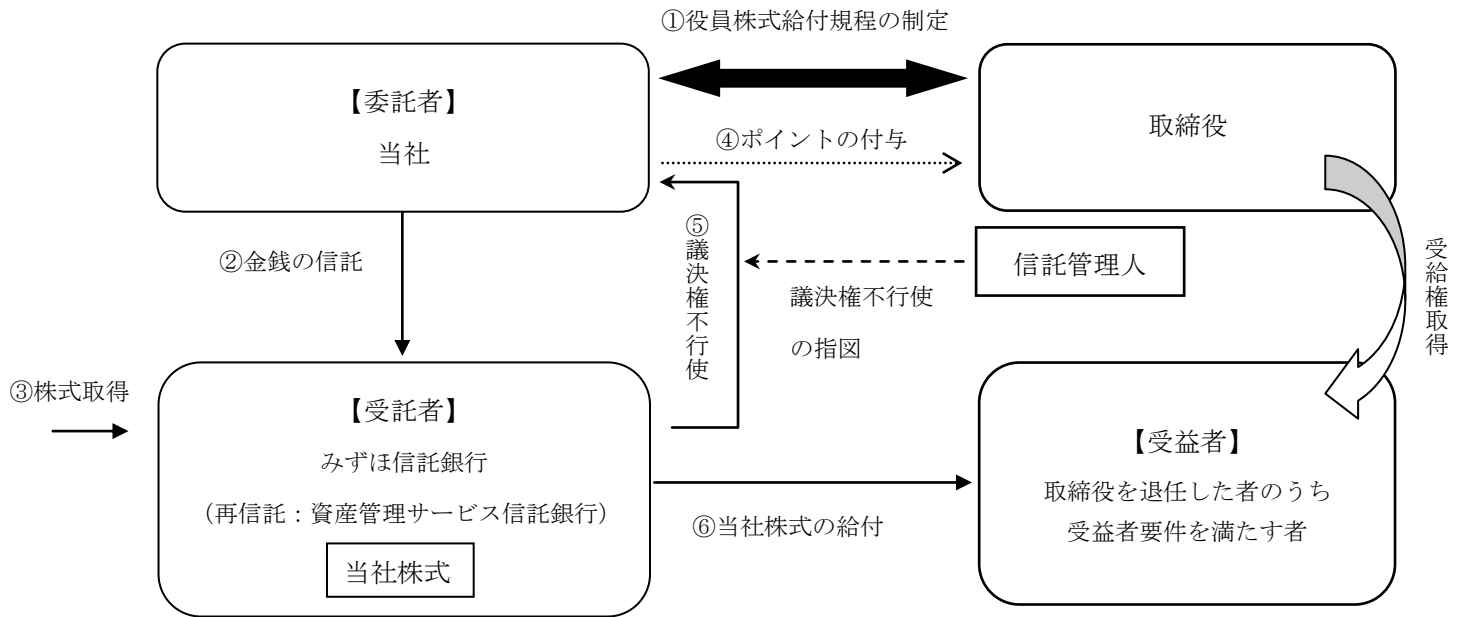 ①役員株式給付規程の制定
【委託者】
当社
取締役
④ポイントの付与
②金銭の信託
⑤議決権不行使
信託管理人
議決権不行使
の指図
受給権取得
③株式取得
【受託者】
みずほ信託銀行
（再信託：資産管理サービス信託銀行）
当社株式
⑥当社株式の給付
【受益者】
取締役を退任した者のうち
受益者要件を満たす者